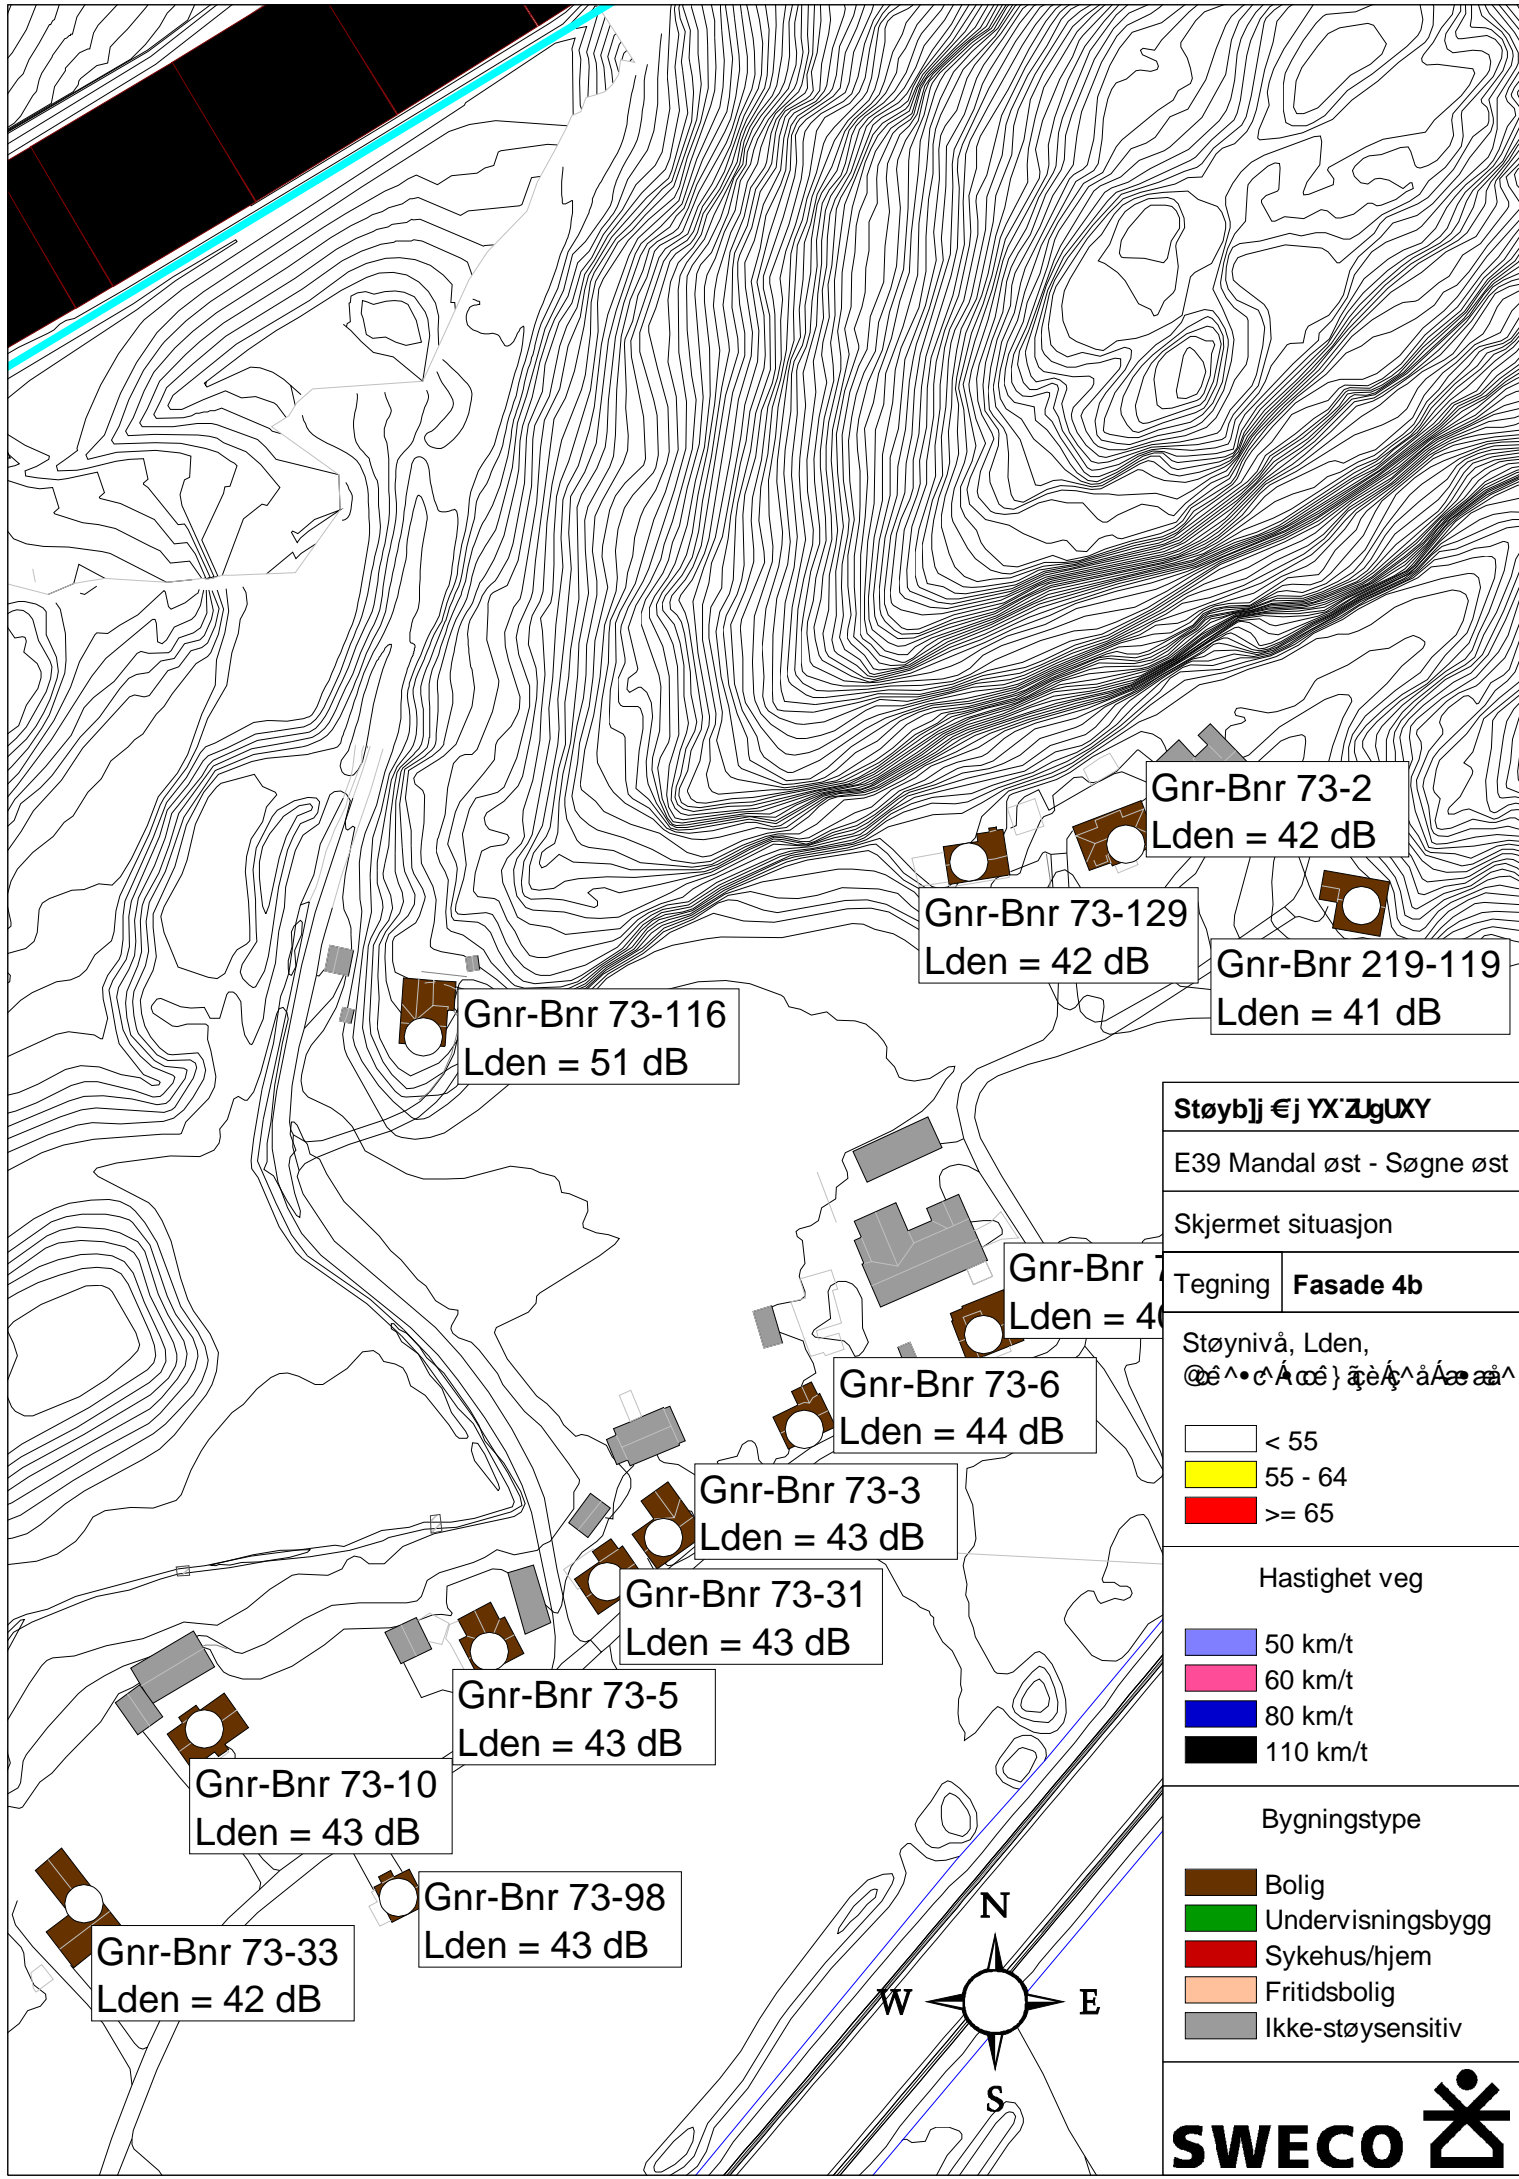 Gnr-Bnr 73-2
Lden = 42 dB
Gnr-Bnr 73-129
Lden = 42 dB
Gnr-Bnr 219-119
Lden = 41 dB
Gnr-Bnr 73-116
Lden = 51 dB
Gnr-Bnr
Lden =
Gnr-Bnr 73-6
Lden = 44 dB
Gnr-Bnr 73-3
Lden = 43 dB
Gnr-Bnr 73-31
Lden = 43 dB
Gnr-Bnr 73-5
Lden = 43 dB
Gnr-Bnr 73-10
Lden = 43 dB
Gnr-Bnr 73-98
Lden = 43 dB
Gnr-Bnr 73-33
Lden = 42 dB
N
W E
S
E39 Mandal øst - Søgne øst
Skjermet situasjon
Tegning Fasade 4b
Støynivå, Lden,
< 55
55 - 64
>= 65
Hastighet veg
50 km/t
60 km/t
80 km/t
110 km/t
Bygningstype
Bolig
Undervisningsbygg
Sykehus/hjem
Fritidsbolig
Ikke-støysensitiv
SWECO